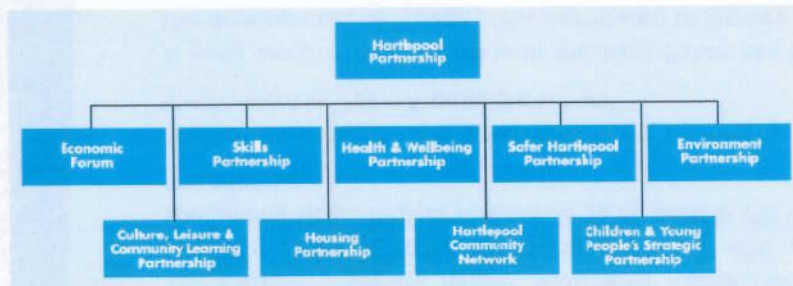 Hartlepool
Partnership
Economic
Forum
Skills
Partnership
Health & Wellbeing
Partnership
Safer Hartlepool
Partnership
Environment
Partnership
Culture, Leisure &
Community Learning
Partnership
Housing
Partnership
Hartlepool
Community
Network
Children & Young
People's Strategic
Partnership